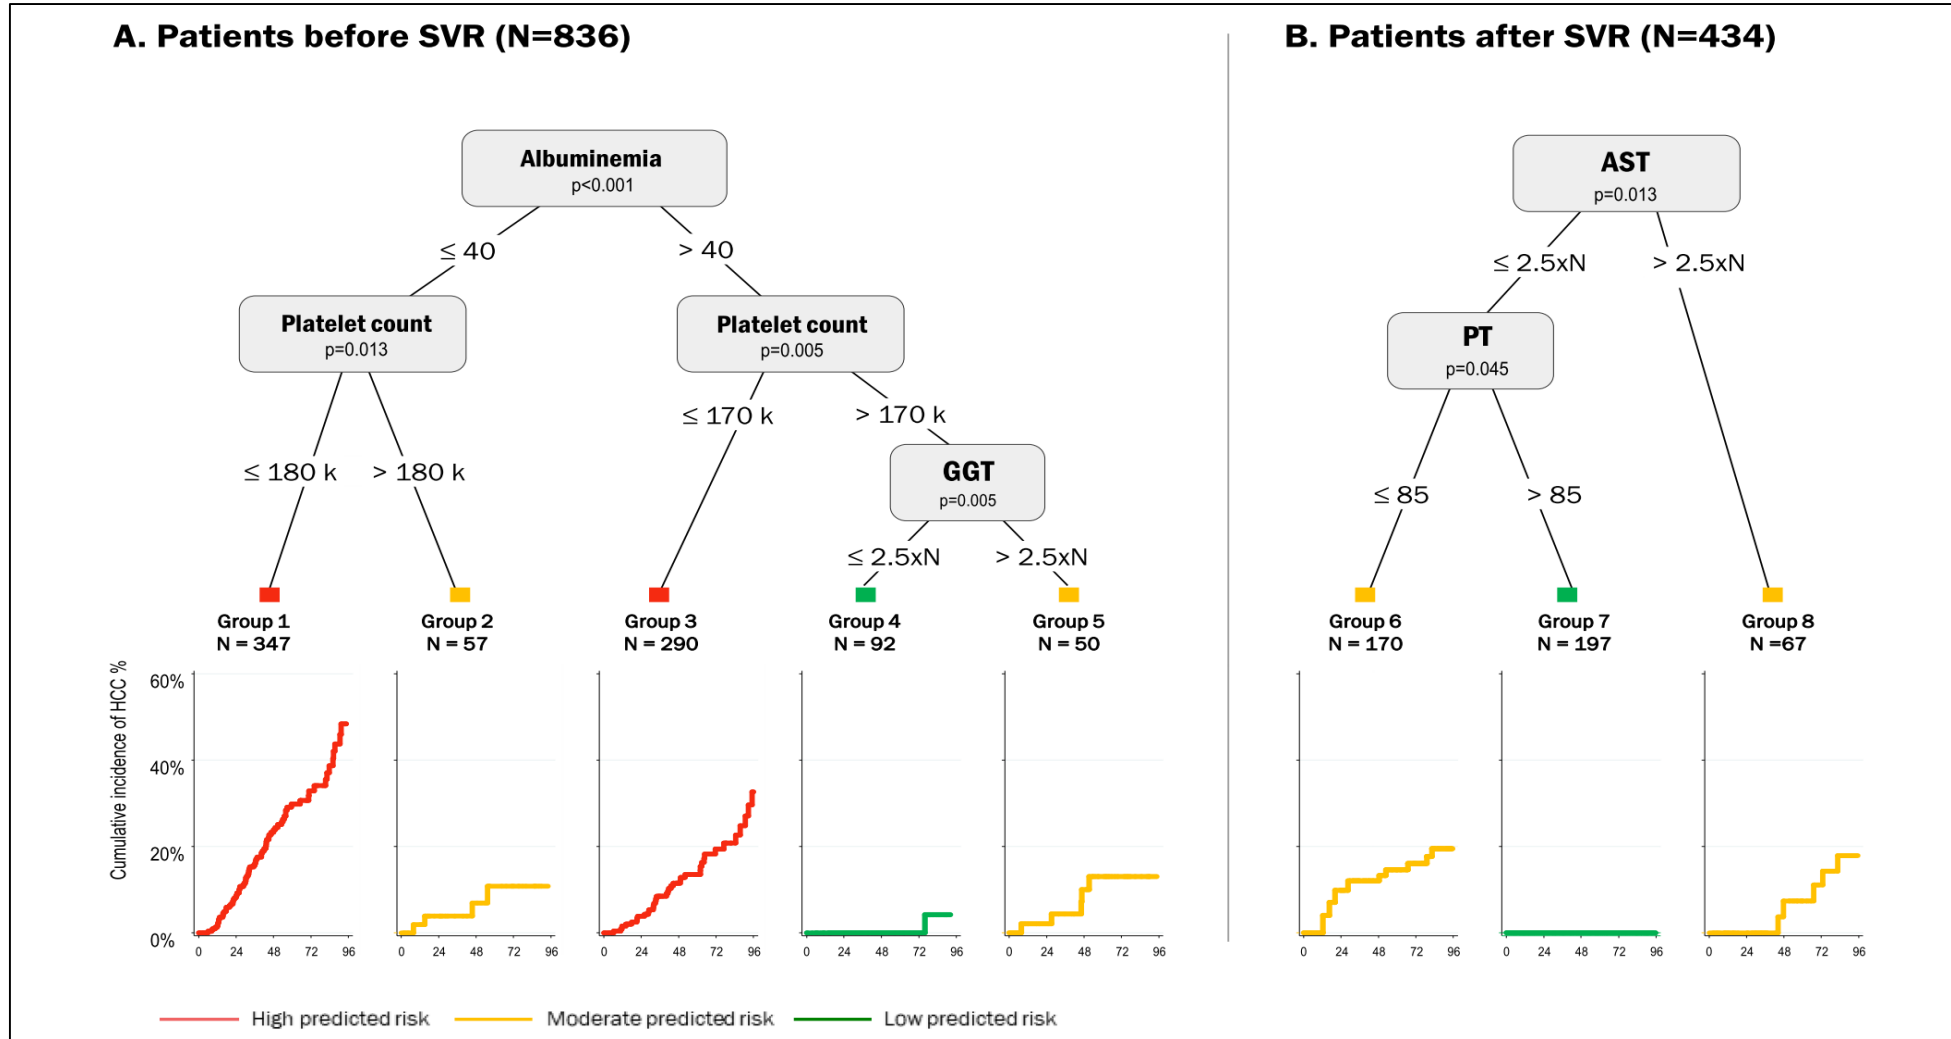 A. Patients before SVR (N=836)
Albuminemia
p<0.001
≤ 40
> 40
Platelet count
p=0.013
Platelet count
p=0.005
≤ 180 k
> 180 k
≤ 170 k
> 170 k
GGT
p=0.005
≤ 2.5xN
> 2.5xN
Group 1
N = 347
Group 2
N = 57
Group 3
N = 290
Group 4
N = 92
Group 5
N = 50
Cumulative incidence of HCC %
60%
40%
20%
0%
0 24 48 72 96
0 24 48 72 96
0 24 48 72 96
0 24 48 72 96
0 24 48 72 96
B. Patients after SVR (N=434)
AST
p=0.013
≤ 2.5xN
> 2.5xN
PT
p=0.045
≤ 85
> 85
Group 6
N = 170
Group 7
N = 197
Group 8
N =67
0 24 48 72 96
0 24 48 72 96
0 24 48 72 96
High predicted risk
Moderate predicted risk
Low predicted risk